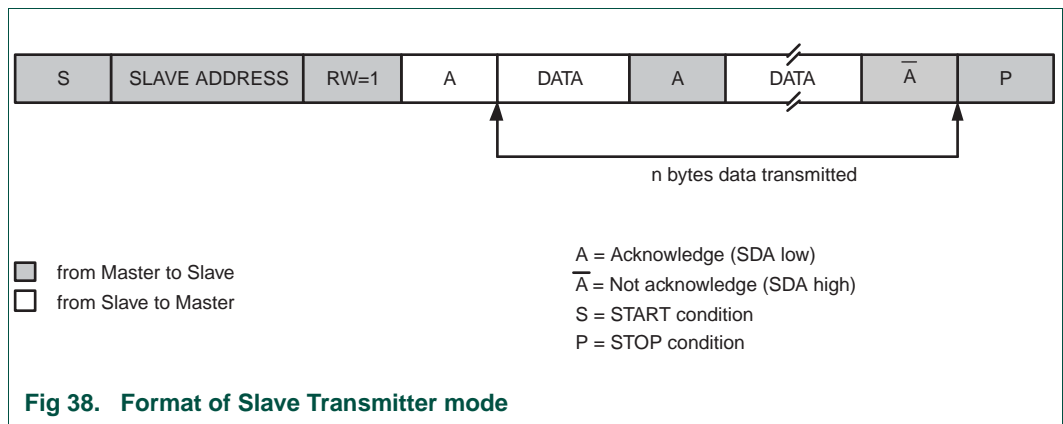 S SLAVE ADDRESS RW=1 A DATA A DATA A̅ P
n bytes data transmitted
from Master to Slave
from Slave to Master
A = Acknowledge (SDA low)
A̅ = Not acknowledge (SDA high)
S = START condition
P = STOP condition
Fig 38. Format of Slave Transmitter mode